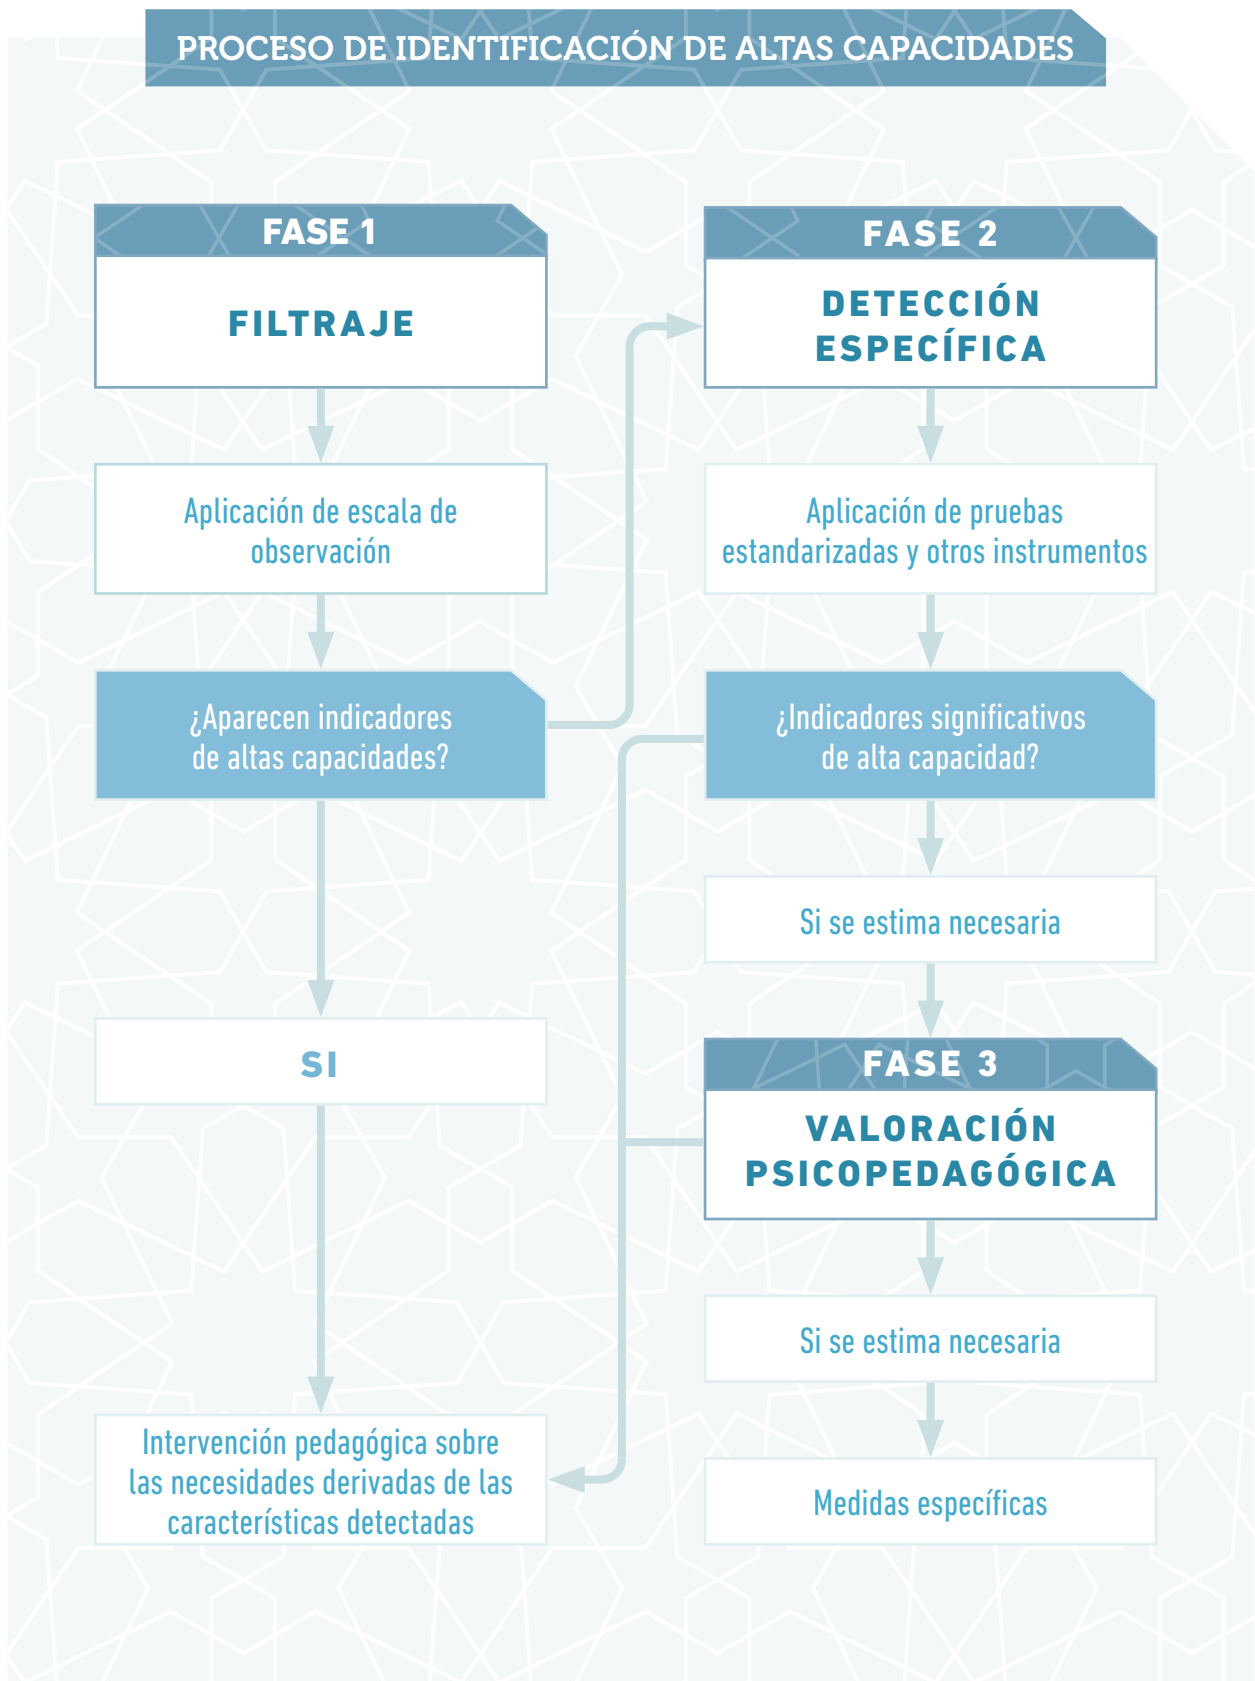 PROCESO DE IDENTIFICACIÓN DE ALTAS CAPACIDADES
FASE 1
FILTRAJE
Aplicación de escala de
observación
¿Aparecen indicadores
de altas capacidades?
SI
Intervención pedagógica sobre
las necesidades derivadas de las
características detectadas
FASE 2
DETECCIÓN
ESPECÍFICA
Aplicación de pruebas
estandarizadas y otros instrumentos
¿Indicadores significativos
de alta capacidad?
Si se estima necesaria
FASE 3
VALORACIÓN
PSICOPEDAGÓGICA
Si se estima necesaria
Medidas específicas